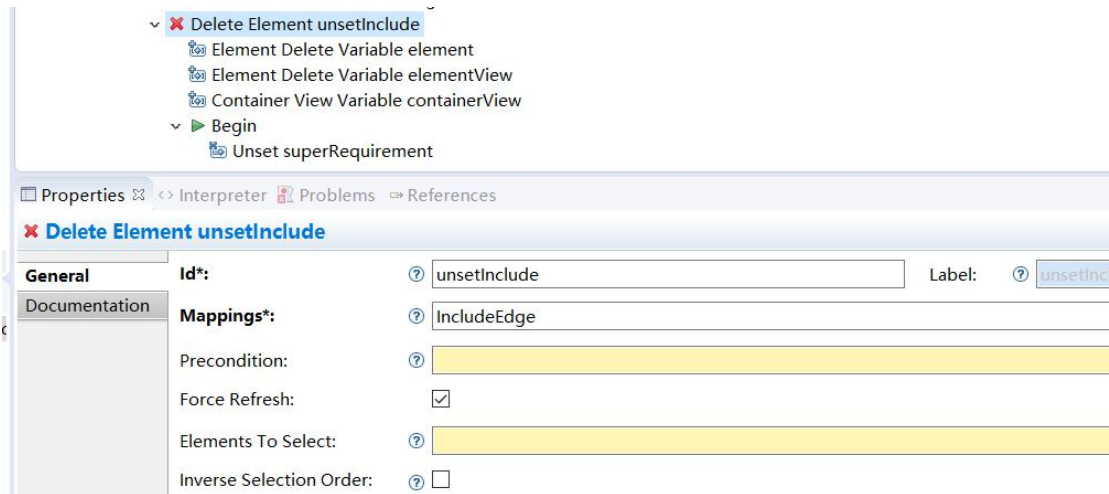 Delete Element unsetInclude
Element Delete Variable element
Element Delete Variable elementView
Container View Variable containerView
Begin
Unset superRequirement
Properties Interpreter Problems References
Delete Element unsetInclude
General
Documentation
Id*: unsetInclude Label: unsetInc
Mappings*: IncludeEdge
Precondition:
Force Refresh:
Elements To Select:
Inverse Selection Order: